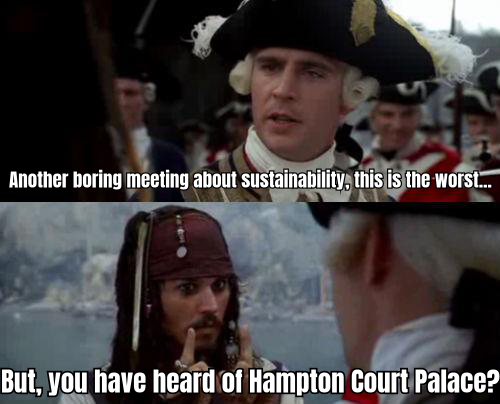 Another boring meeting about sustainability, this is the worst...
But, you have heard of Hampton Court Palace?